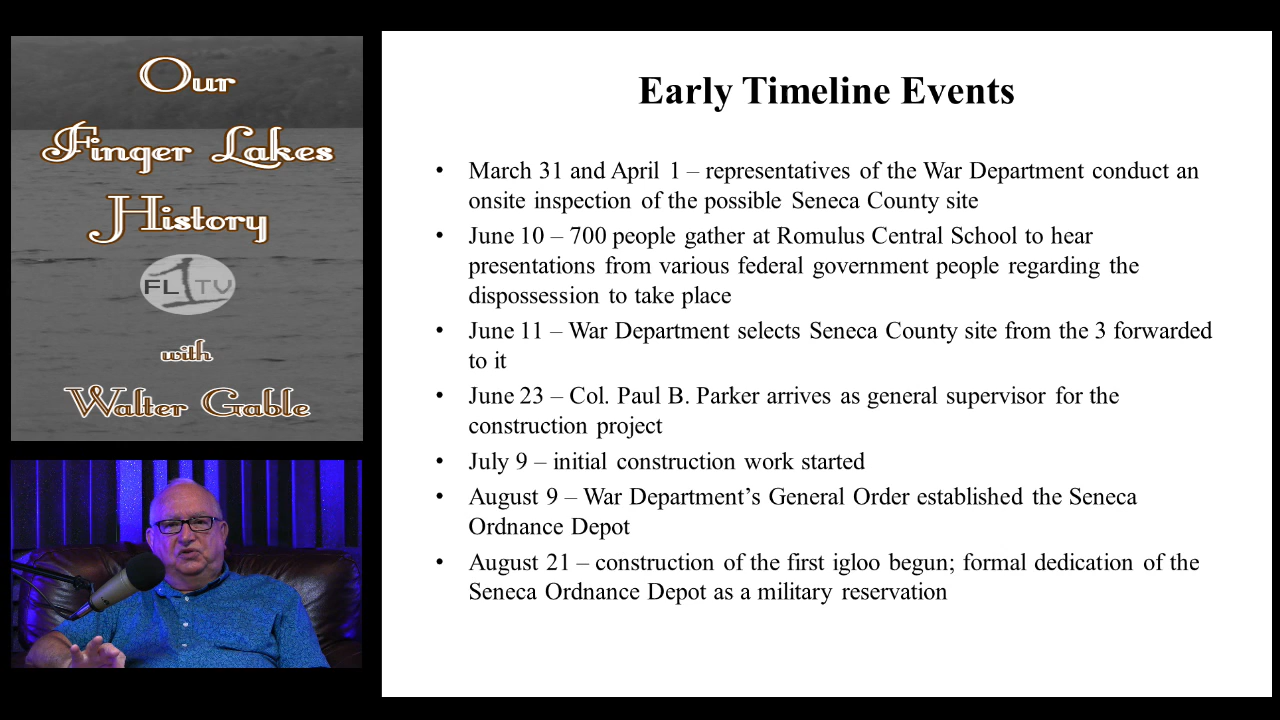 Our
Finger Lakes
History
FL TV
with
Walter Gable
Early Timeline Events
• March 31 and April 1 – representatives of the War Department conduct an
onsite inspection of the possible Seneca County site
• June 10 – 700 people gather at Romulus Central School to hear
presentations from various federal government people regarding the
dispossession to take place
• June 11 – War Department selects Seneca County site from the 3 forwarded
to it
• June 23 – Col. Paul B. Parker arrives as general supervisor for the
construction project
• July 9 – initial construction work started
• August 9 – War Department’s General Order established the Seneca
Ordnance Depot
• August 21 – construction of the first igloo begun; formal dedication of the
Seneca Ordnance Depot as a military reservation